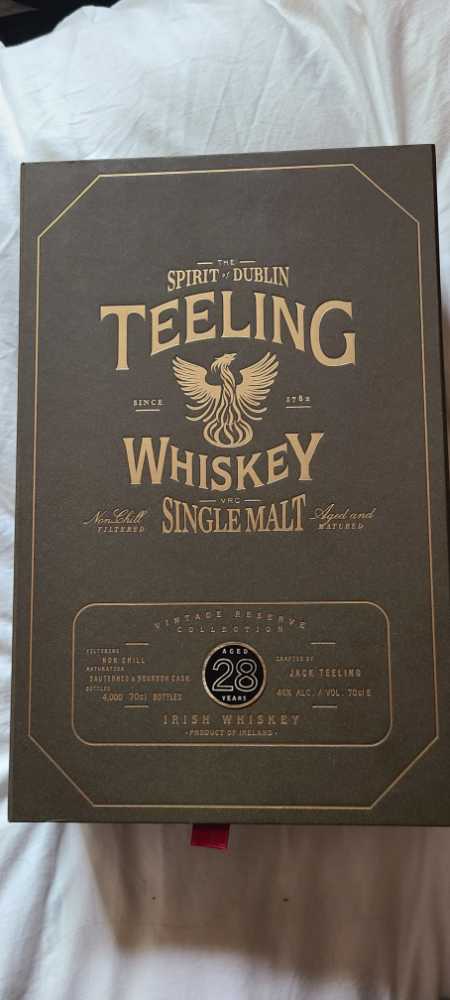 THE
SPIRIT of DUBLIN
TEELING
SINCE 1782
WHISKEY
VRC
Non Chill FILTERED
SINGLE MALT
Aged and MATURED
VINTAGE RESERVE
COLLECTION
FILTERING
NON CHILL
MATURATION
SAUTERNES & BOURBON CASK
BOTTLES
4,000 70cl BOTTLES
AGED
28
YEARS
CRAFTED BY
JACK TEELING
46% ALC. / VOL. 70cl E
IRISH WHISKEY
· PRODUCT OF IRELAND ·